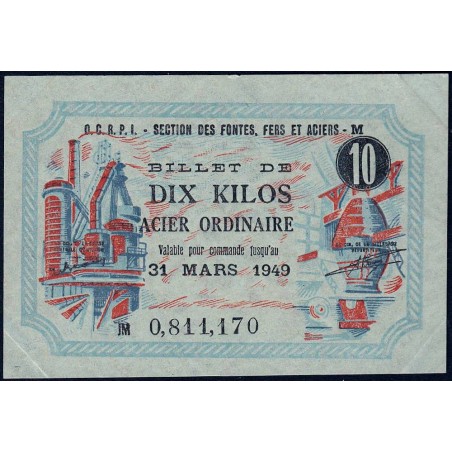 O.C.R.P.I. - SECTION DES FONTES, FERS ET ACIERS - M
10
BILLET DE
DIX KILOS
ACIER ORDINAIRE
Valable pour commande jusqu'au
31 MARS 1949
JM 0,811,170